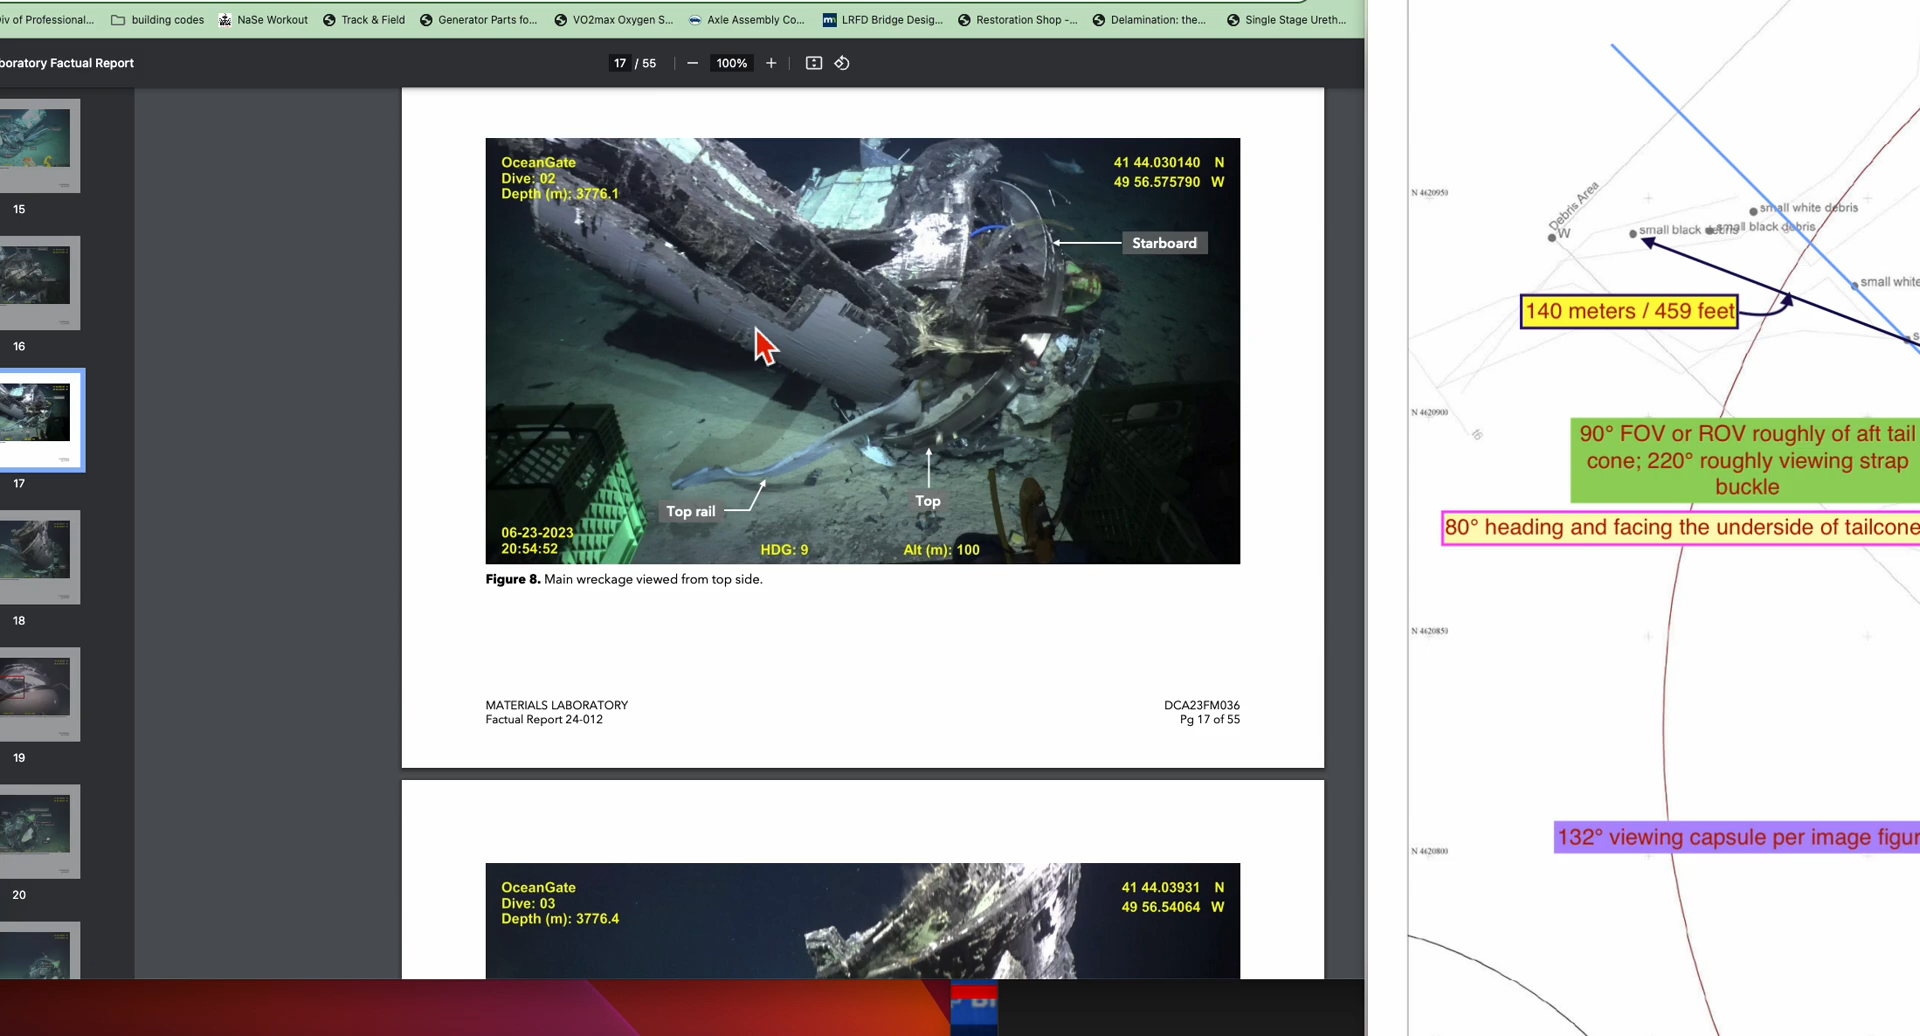 iv of Professional...
building codes
NaSe Workout
Track & Field
Generator Parts fo...
VO2max Oxygen S...
Axle Assembly Co...
LRFD Bridge Desig...
Restoration Shop -...
Delamination: the...
Single Stage Ureth...
boratory Factual Report
17 / 55
100%
15
16
17
18
19
20
OceanGate
Dive: 02
Depth (m): 3776.1
41 44.030140 N
49 56.575790 W
Starboard
Top rail
Top
06-23-2023
20:54:52
HDG: 9
Alt (m): 100
Figure 8. Main wreckage viewed from top side.
MATERIALS LABORATORY
Factual Report 24-012
DCA23FM036
Pg 17 of 55
OceanGate
Dive: 03
Depth (m): 3776.4
41 44.03931 N
49 56.54064 W
N 4620950
Debris Area
W
small white debris
small black debris
small black debris
small white
140 meters / 459 feet
N 4620900
90° FOV or ROV roughly of aft tail
cone; 220° roughly viewing strap
buckle
80° heading and facing the underside of tailcone
N 4620850
132° viewing capsule per image figur
N 4620800